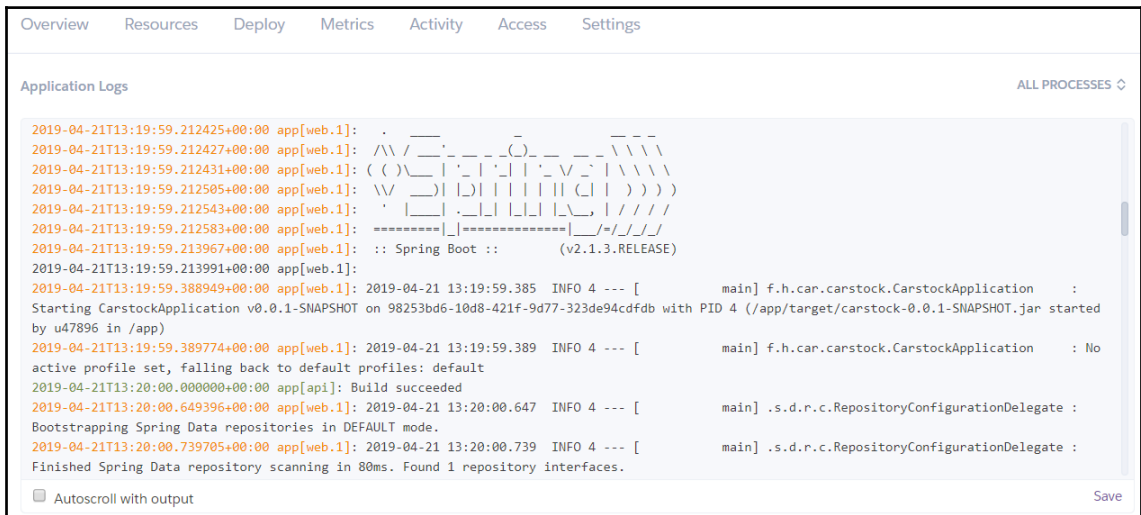 Overview Resources Deploy Metrics Activity Access Settings
Application Logs ALL PROCESSES
2019-04-21T13:19:59.212425+00:00 app[web.1]:   .   ____          _            __ _ _
2019-04-21T13:19:59.212427+00:00 app[web.1]:  /\\ / ___'_ __ _ _(_)_ __  __ _ \ \ \ \
2019-04-21T13:19:59.212431+00:00 app[web.1]: ( ( )\___ | '_ | '_| | '_ \/ _` | \ \ \ \
2019-04-21T13:19:59.212505+00:00 app[web.1]:  \\/  ___)| |_)| | | | | || (_| |  ) ) ) )
2019-04-21T13:19:59.212543+00:00 app[web.1]:   '  |____| .__|_| |_|_| |_\__, | / / / /
2019-04-21T13:19:59.212583+00:00 app[web.1]:  =========|_|==============|___/=/_/_/_/
2019-04-21T13:19:59.213967+00:00 app[web.1]:  :: Spring Boot ::        (v2.1.3.RELEASE)
2019-04-21T13:19:59.213991+00:00 app[web.1]:
2019-04-21T13:19:59.388949+00:00 app[web.1]: 2019-04-21 13:19:59.385  INFO 4 --- [           main] f.h.car.carstock.CarstockApplication     :
Starting CarstockApplication v0.0.1-SNAPSHOT on 98253bd6-10d8-421f-9d77-323de94cdfdb with PID 4 (/app/target/carstock-0.0.1-SNAPSHOT.jar started
by u47896 in /app)
2019-04-21T13:19:59.389774+00:00 app[web.1]: 2019-04-21 13:19:59.389  INFO 4 --- [           main] f.h.car.carstock.CarstockApplication     : No
active profile set, falling back to default profiles: default
2019-04-21T13:20:00.000000+00:00 app[api]: Build succeeded
2019-04-21T13:20:00.649396+00:00 app[web.1]: 2019-04-21 13:20:00.647  INFO 4 --- [           main] .s.d.r.c.RepositoryConfigurationDelegate :
Bootstrapping Spring Data repositories in DEFAULT mode.
2019-04-21T13:20:00.739705+00:00 app[web.1]: 2019-04-21 13:20:00.739  INFO 4 --- [           main] .s.d.r.c.RepositoryConfigurationDelegate :
Finished Spring Data repository scanning in 80ms. Found 1 repository interfaces.
Autoscroll with output Save